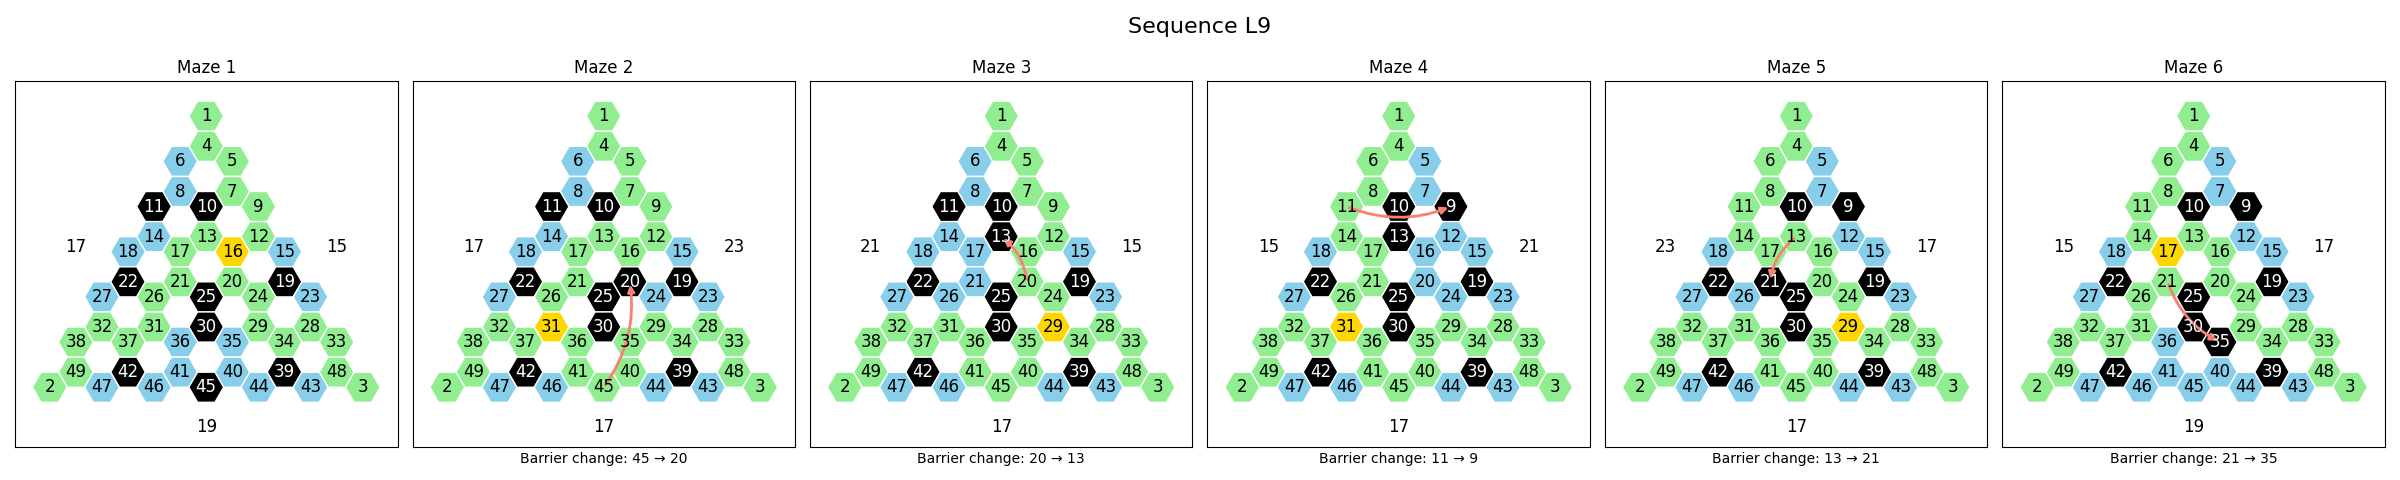 Sequence L9
Maze 1
1
4
6 5
8 7
11 10 9
14 13 12
17 18 17 16 15 15
22 21 20 19
27 26 25 24 23
32 31 30 29 28
38 37 36 35 34 33
49 42 41 40 39 48
2 47 46 45 44 43 3
19
Maze 2
1
4
6 5
8 7
11 10 9
14 13 12
17 18 17 16 15 23
22 21 20 19
27 26 25 24 23
32 31 30 29 28
38 37 36 35 34 33
49 42 41 40 39 48
2 47 46 45 44 43 3
17
Barrier change: 45 → 20
Maze 3
1
4
6 5
8 7
11 10 9
14 13 12
21 18 17 16 15 15
22 21 20 19
27 26 25 24 23
32 31 30 29 28
38 37 36 35 34 33
49 42 41 40 39 48
2 47 46 45 44 43 3
17
Barrier change: 20 → 13
Maze 4
1
4
6 5
8 7
11 10 9
14 13 12
15 18 17 16 15 21
22 21 20 19
27 26 25 24 23
32 31 30 29 28
38 37 36 35 34 33
49 42 41 40 39 48
2 47 46 45 44 43 3
17
Barrier change: 11 → 9
Maze 5
1
4
6 5
8 7
11 10 9
14 13 12
23 18 17 16 15 17
22 21 20 19
27 26 25 24 23
32 31 30 29 28
38 37 36 35 34 33
49 42 41 40 39 48
2 47 46 45 44 43 3
17
Barrier change: 13 → 21
Maze 6
1
4
6 5
8 7
11 10 9
14 13 12
15 18 17 16 15 17
22 21 20 19
27 26 25 24 23
32 31 30 29 28
38 37 36 35 34 33
49 42 41 40 39 48
2 47 46 45 44 43 3
19
Barrier change: 21 → 35